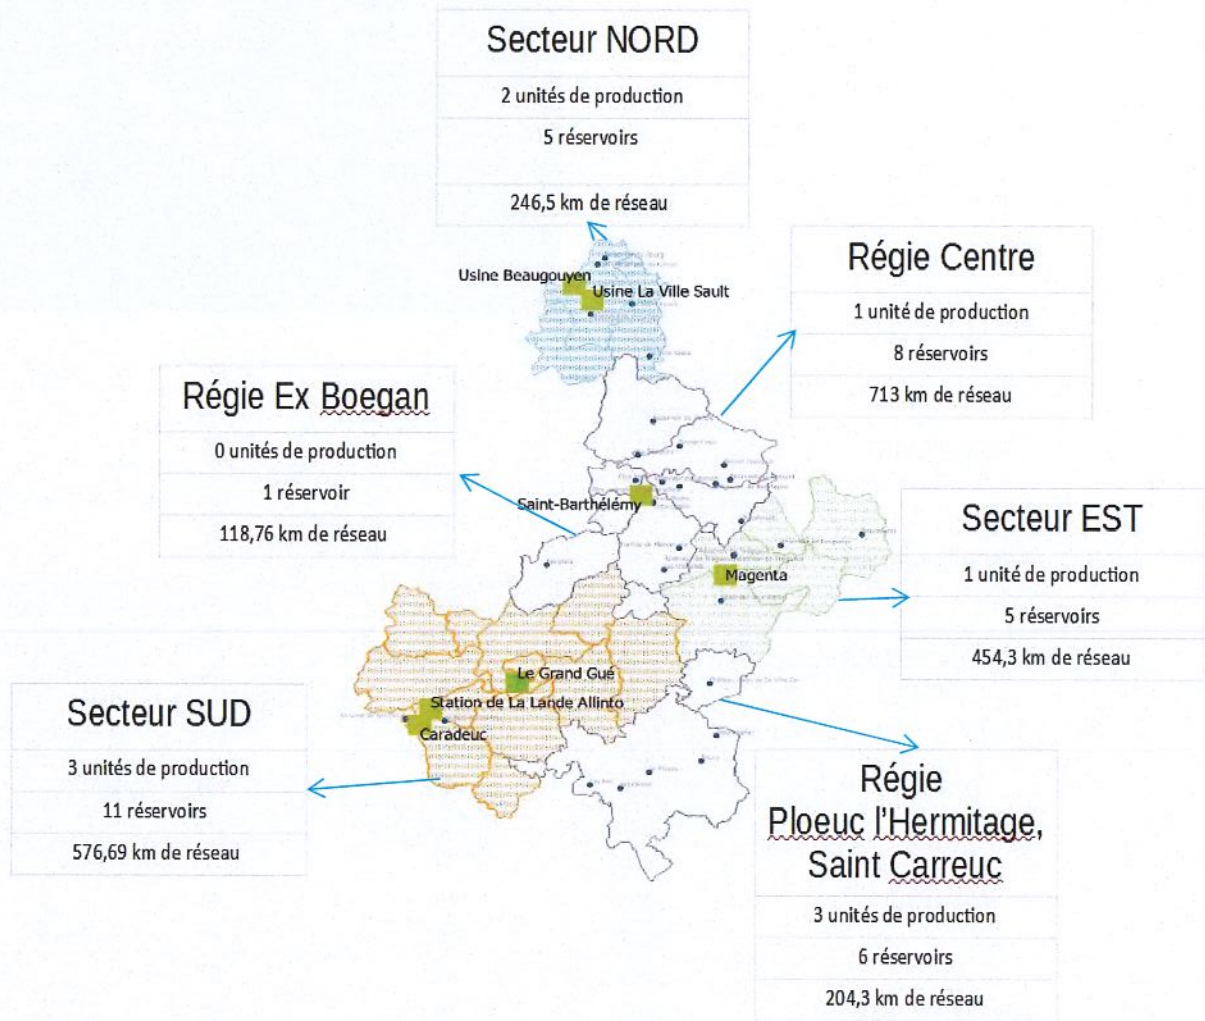 Secteur NORD
2 unités de production
5 réservoirs
246,5 km de réseau
Régie Centre
1 unité de production
8 réservoirs
713 km de réseau
Usine Beaugouyen
Usine La Ville Sault
Régie Ex Boegan
0 unités de production
1 réservoir
118,76 km de réseau
Saint-Barthélémy
Secteur EST
1 unité de production
5 réservoirs
454,3 km de réseau
Magenta
Le Grand Gué
Station de La Lande Allinto
Caradeuc
Secteur SUD
3 unités de production
11 réservoirs
576,69 km de réseau
Régie
Ploeuc l'Hermitage,
Saint Carreuc
3 unités de production
6 réservoirs
204,3 km de réseau